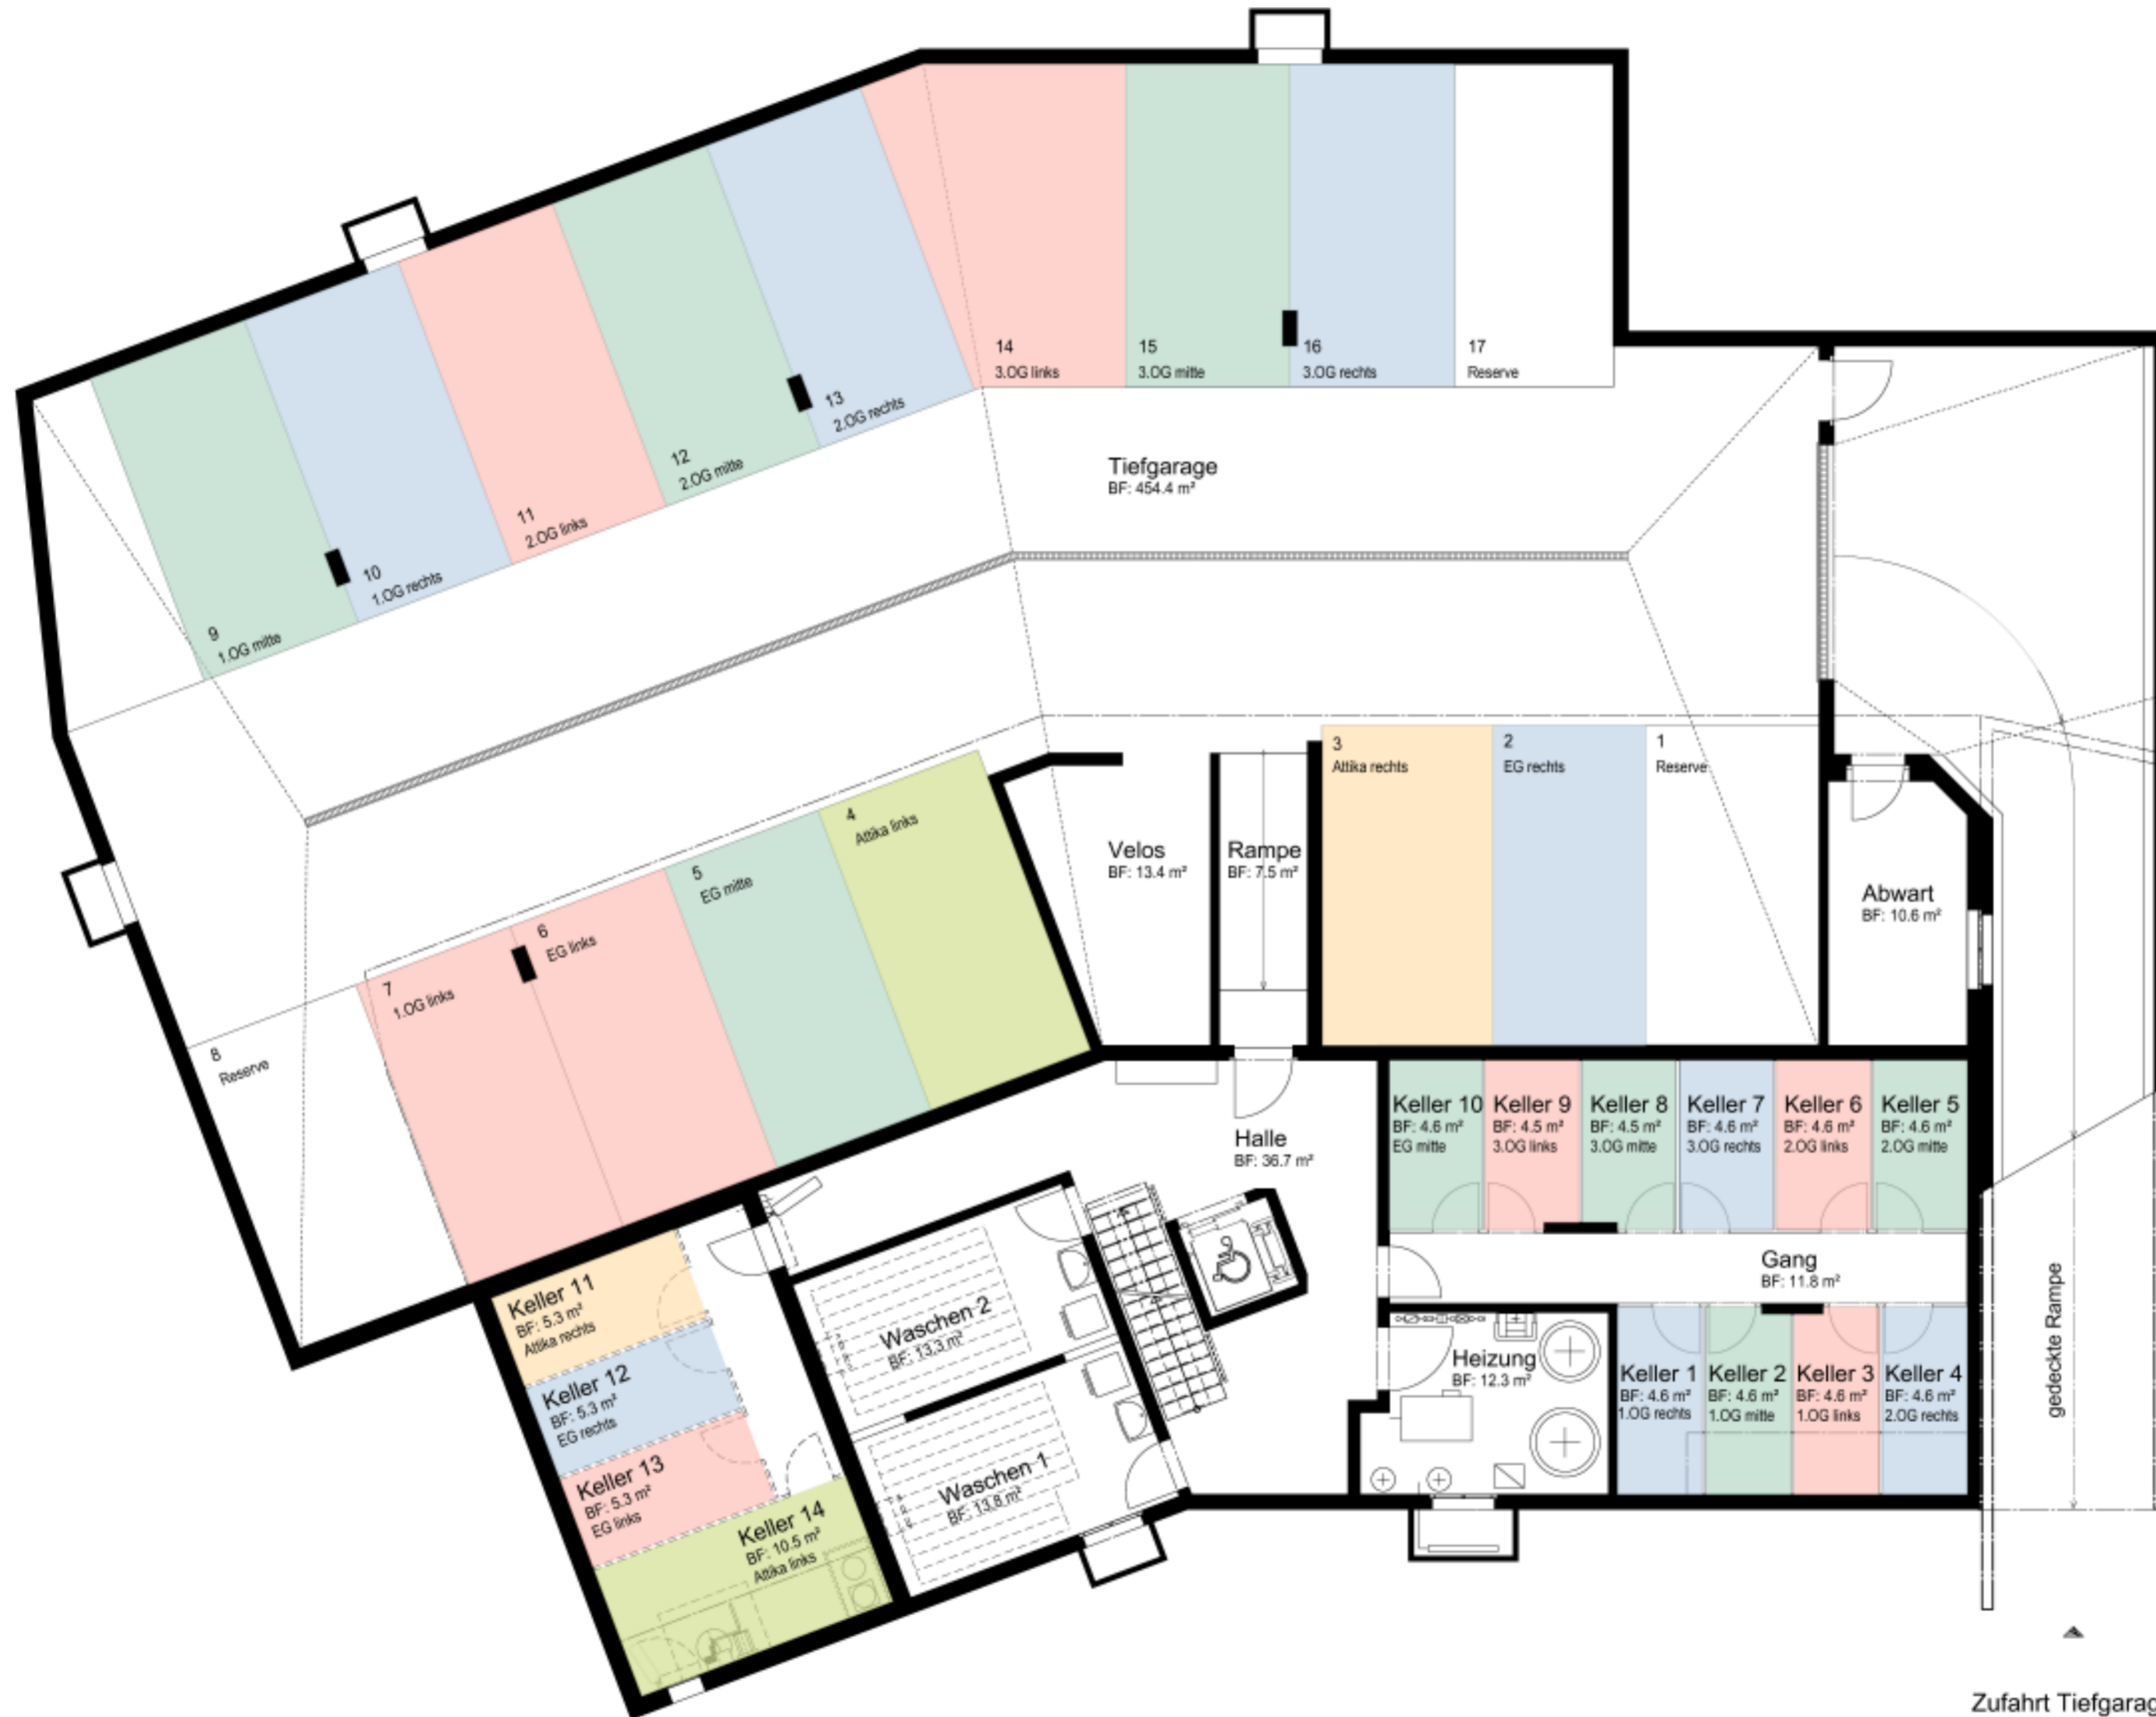 14
3.OG links
15
3.OG mitte
16
3.OG rechts
17
Reserve
13
2.OG rechts
12
2.OG mitte
11
2.OG links
10
1.OG rechts
9
1.OG mitte
Tiefgarage
BF: 454.4 m²
3
Attika rechts
2
EG rechts
1
Reserve
4
Attika links
5
EG mitte
6
EG links
7
1.OG links
8
Reserve
Velos
BF: 13.4 m²
Rampe
BF: 7.5 m²
Abwart
BF: 10.6 m²
Halle
BF: 36.7 m²
Keller 10
BF: 4.6 m²
EG mitte
Keller 9
BF: 4.5 m²
3.OG links
Keller 8
BF: 4.5 m²
3.OG mitte
Keller 7
BF: 4.6 m²
3.OG rechts
Keller 6
BF: 4.6 m²
2.OG links
Keller 5
BF: 4.6 m²
2.OG mitte
Gang
BF: 11.8 m²
Heizung
BF: 12.3 m²
Keller 1
BF: 4.6 m²
1.OG rechts
Keller 2
BF: 4.6 m²
1.OG mitte
Keller 3
BF: 4.6 m²
1.OG links
Keller 4
BF: 4.6 m²
2.OG rechts
gedeckte Rampe
Keller 11
BF: 5.3 m²
Attika rechts
Keller 12
BF: 5.3 m²
EG rechts
Keller 13
BF: 5.3 m²
EG links
Keller 14
BF: 10.5 m²
Attika links
Waschen 2
BF: 13.3 m²
Waschen 1
BF: 13.8 m²
Zufahrt Tiefgarag